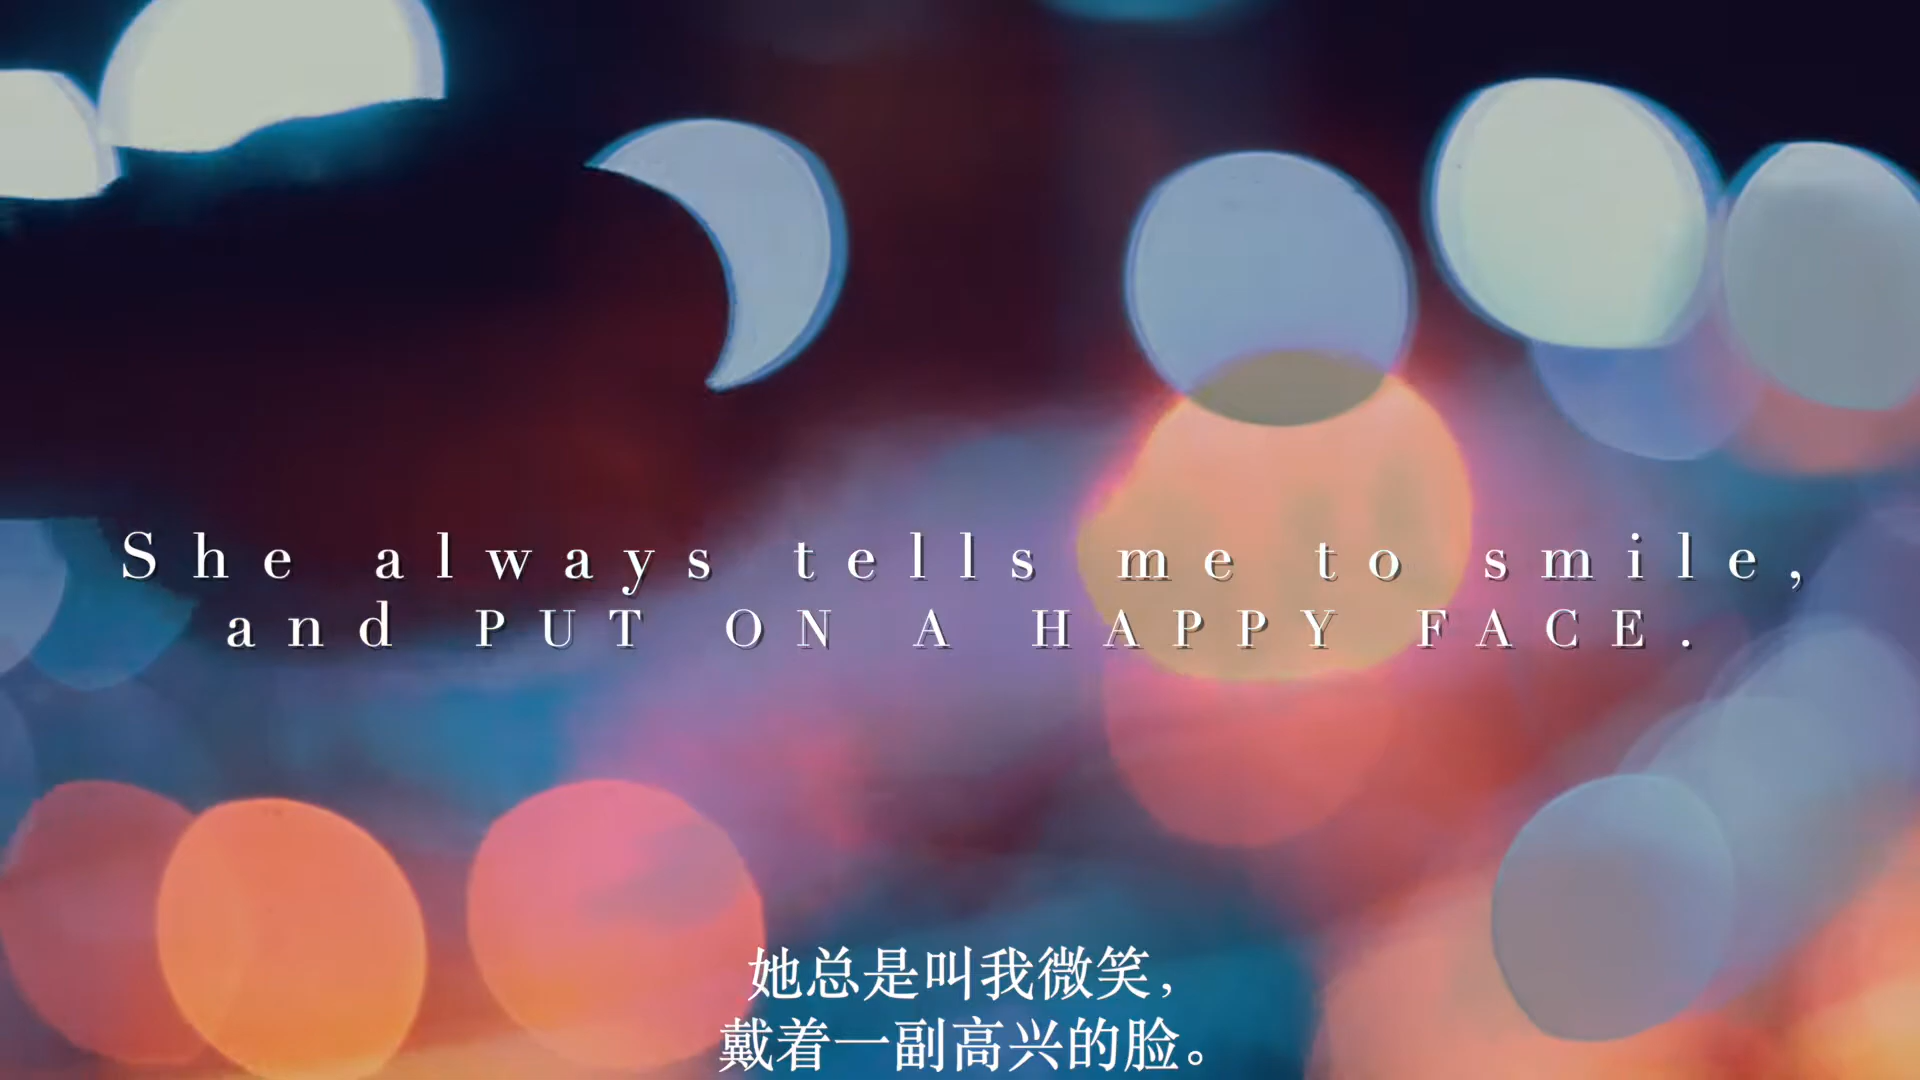 She always tells me to smile,
and PUT ON A HAPPY FACE.
她总是叫我微笑，
戴着一副高兴的脸。